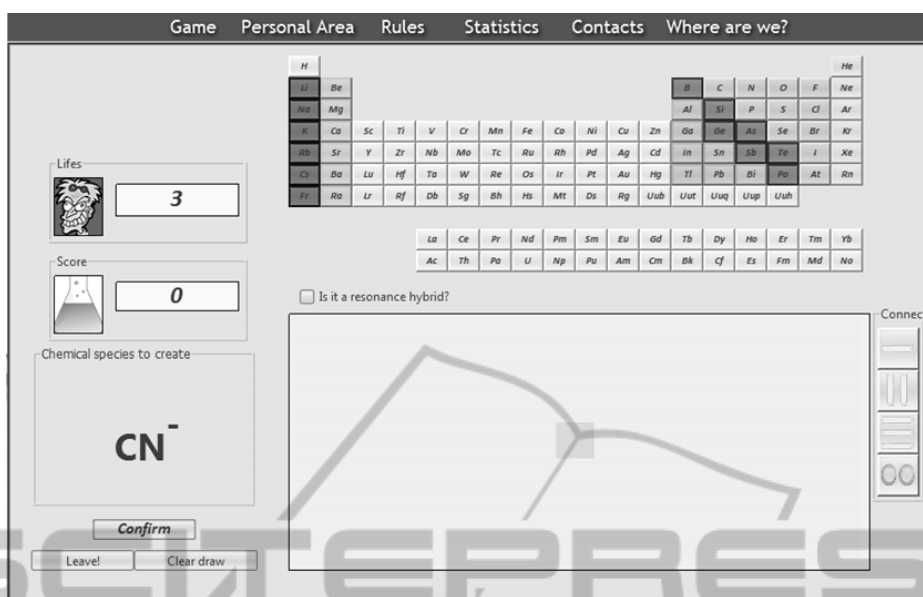 Game Personal Area Rules Statistics Contacts Where are we?
H He
Li Be B C N O F Ne
Na Mg Al Si P S Cl Ar
K Ca Sc Ti V Cr Mn Fe Co Ni Cu Zn Ga Ge As Se Br Kr
Rb Sr Y Zr Nb Mo Tc Ru Rh Pd Ag Cd In Sn Sb Te I Xe
Cs Ba Lu Hf Ta W Re Os Ir Pt Au Hg Tl Pb Bi Po At Rn
Fr Ra Lr Rf Db Sg Bh Hs Mt Ds Rg Uub Uut Uuq Uup Uuh
La Ce Pr Nd Pm Sm Eu Gd Tb Dy Ho Er Tm Yb
Ac Th Pa U Np Pu Am Cm Bk Cf Es Fm Md No
Lifes
3
Score
0
Is it a resonance hybrid?
Connec
Chemical species to create
CN⁻
Confirm
Leave! Clear draw
SCITEPRES